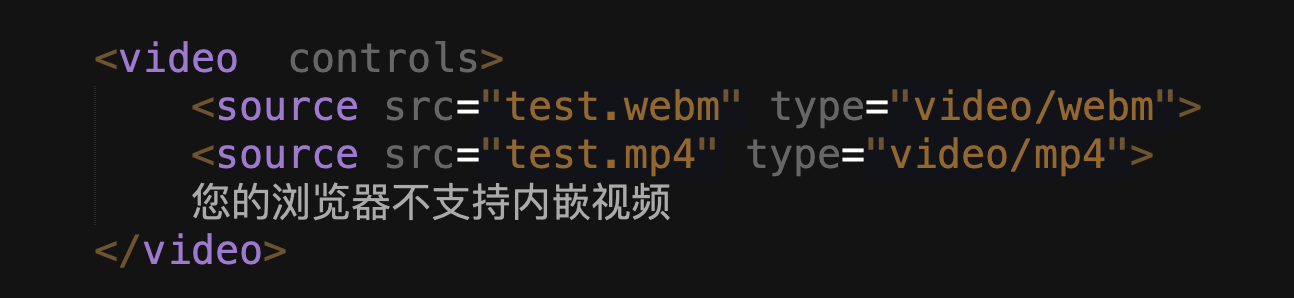 <video  controls>
    <source src="test.webm" type="video/webm">
    <source src="test.mp4" type="video/mp4">
    您的浏览器不支持内嵌视频
</video>